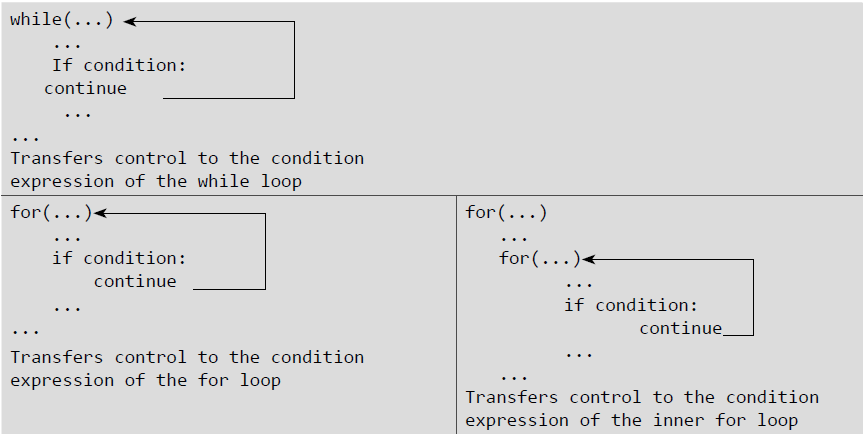 while(...)
...
If condition:
continue
...
...
Transfers control to the condition
expression of the while loop
for(...)
...
if condition:
continue
...
...
Transfers control to the condition
expression of the for loop
for(...)
...
for(...)
...
if condition:
continue
...
...
Transfers control to the condition
expression of the inner for loop